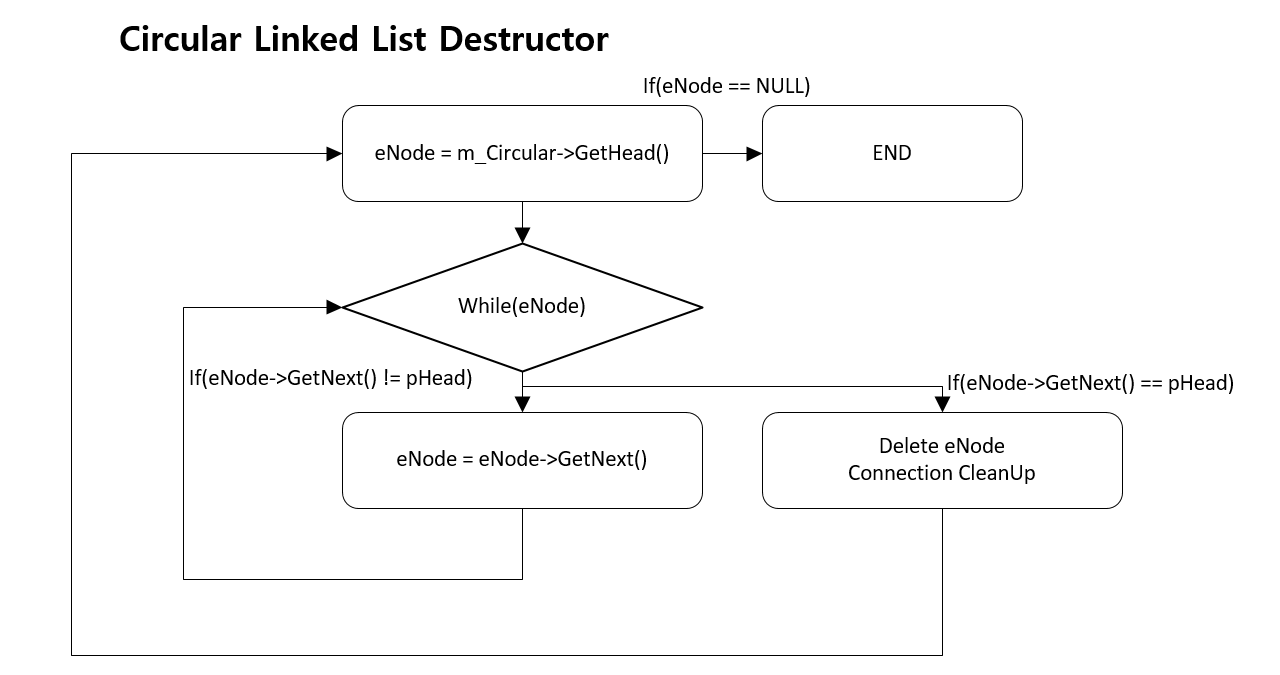 Circular Linked List Destructor
If(eNode == NULL)
eNode = m_Circular->GetHead()
END
While(eNode)
If(eNode->GetNext() != pHead)
If(eNode->GetNext() == pHead)
eNode = eNode->GetNext()
Delete eNode
Connection CleanUp